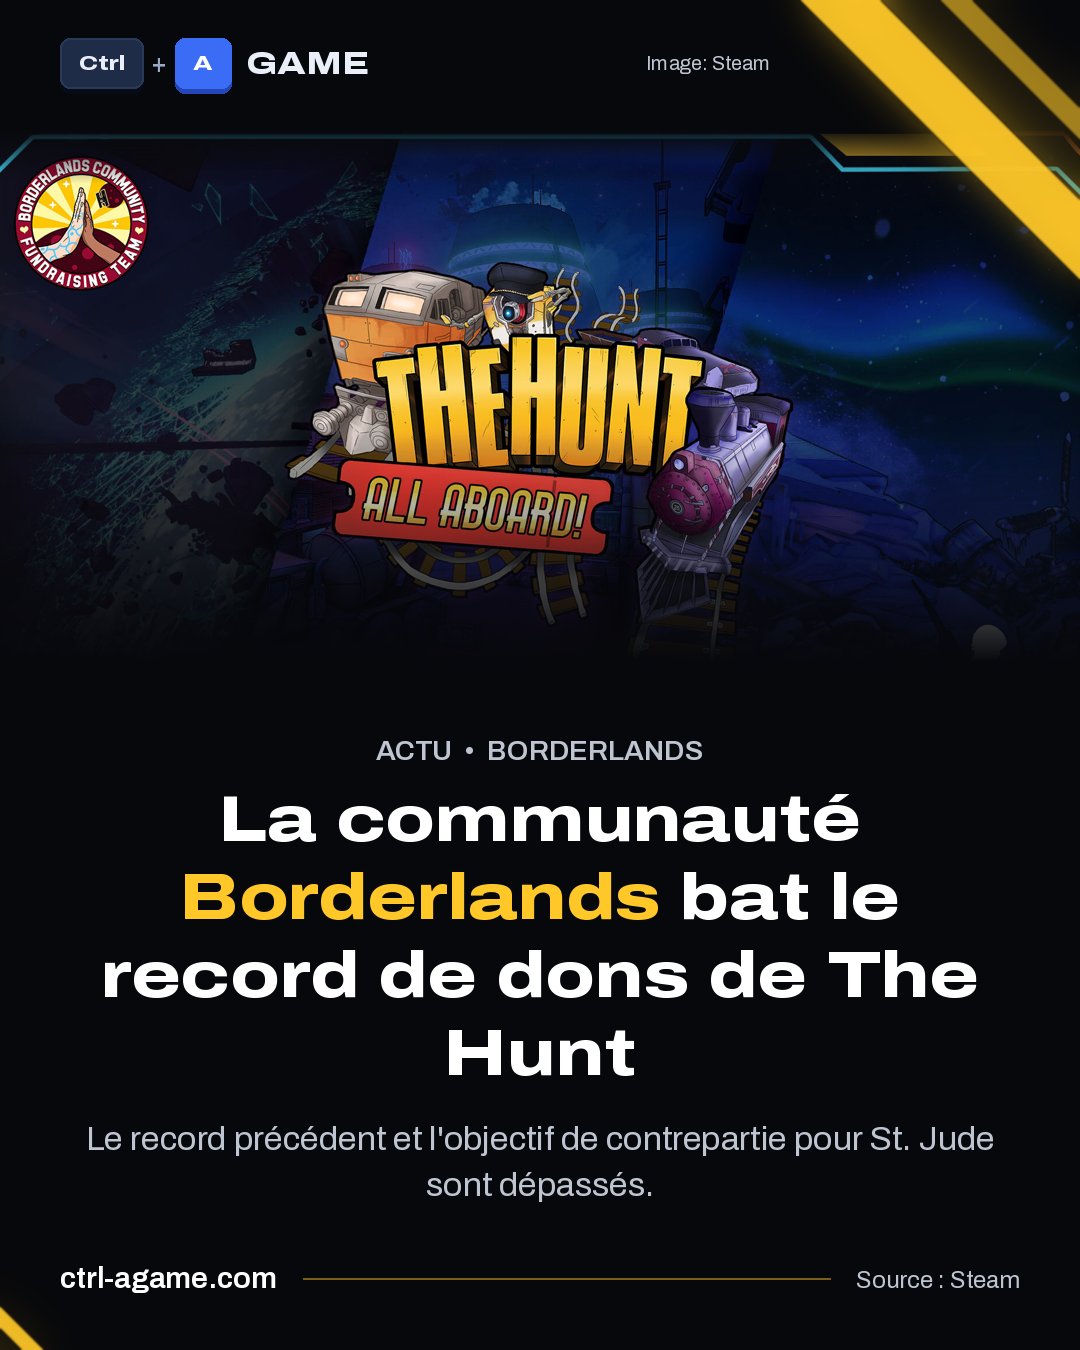 Ctrl + A GAME
Image: Steam
BORDERLANDS COMMUNITY
FUNDRAISING TEAM
THE HUNT
ALL ABOARD!
ACTU • BORDERLANDS
La communauté
Borderlands bat le
record de dons de The
Hunt
Le record précédent et l'objectif de contrepartie pour St. Jude
sont dépassés.
ctrl-agame.com
Source : Steam